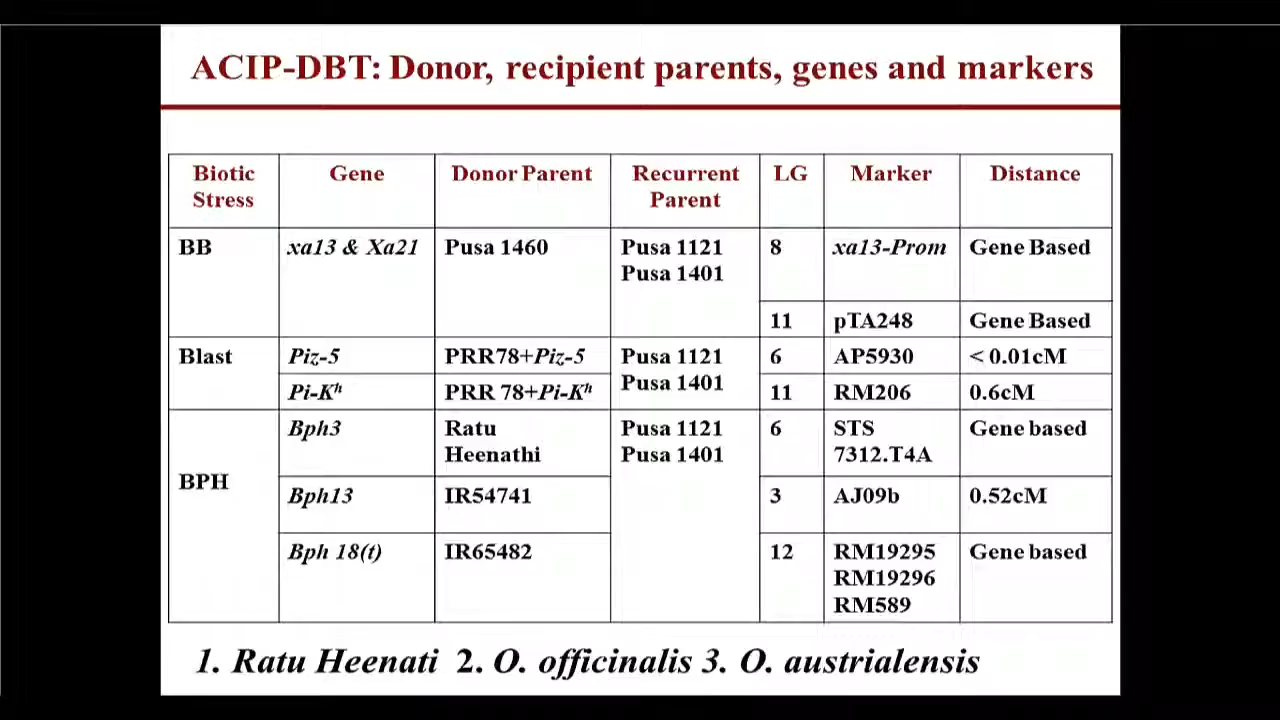 ACIP-DBT: Donor, recipient parents, genes and markers
Biotic Stress | Gene | Donor Parent | Recurrent Parent | LG | Marker | Distance
BB | xa13 & Xa21 | Pusa 1460 | Pusa 1121 Pusa 1401 | 8 | xa13-Prom | Gene Based
11 | pTA248 | Gene Based
Blast | Piz-5 | PRR78+Piz-5 | Pusa 1121 Pusa 1401 | 6 | AP5930 | < 0.01cM
Pi-Kʰ | PRR 78+Pi-Kʰ | 11 | RM206 | 0.6cM
BPH | Bph3 | Ratu Heenathi | Pusa 1121 Pusa 1401 | 6 | STS 7312.T4A | Gene based
Bph13 | IR54741 | 3 | AJ09b | 0.52cM
Bph 18(t) | IR65482 | 12 | RM19295 RM19296 RM589 | Gene based
1. Ratu Heenati 2. O. officinalis 3. O. austrialensis